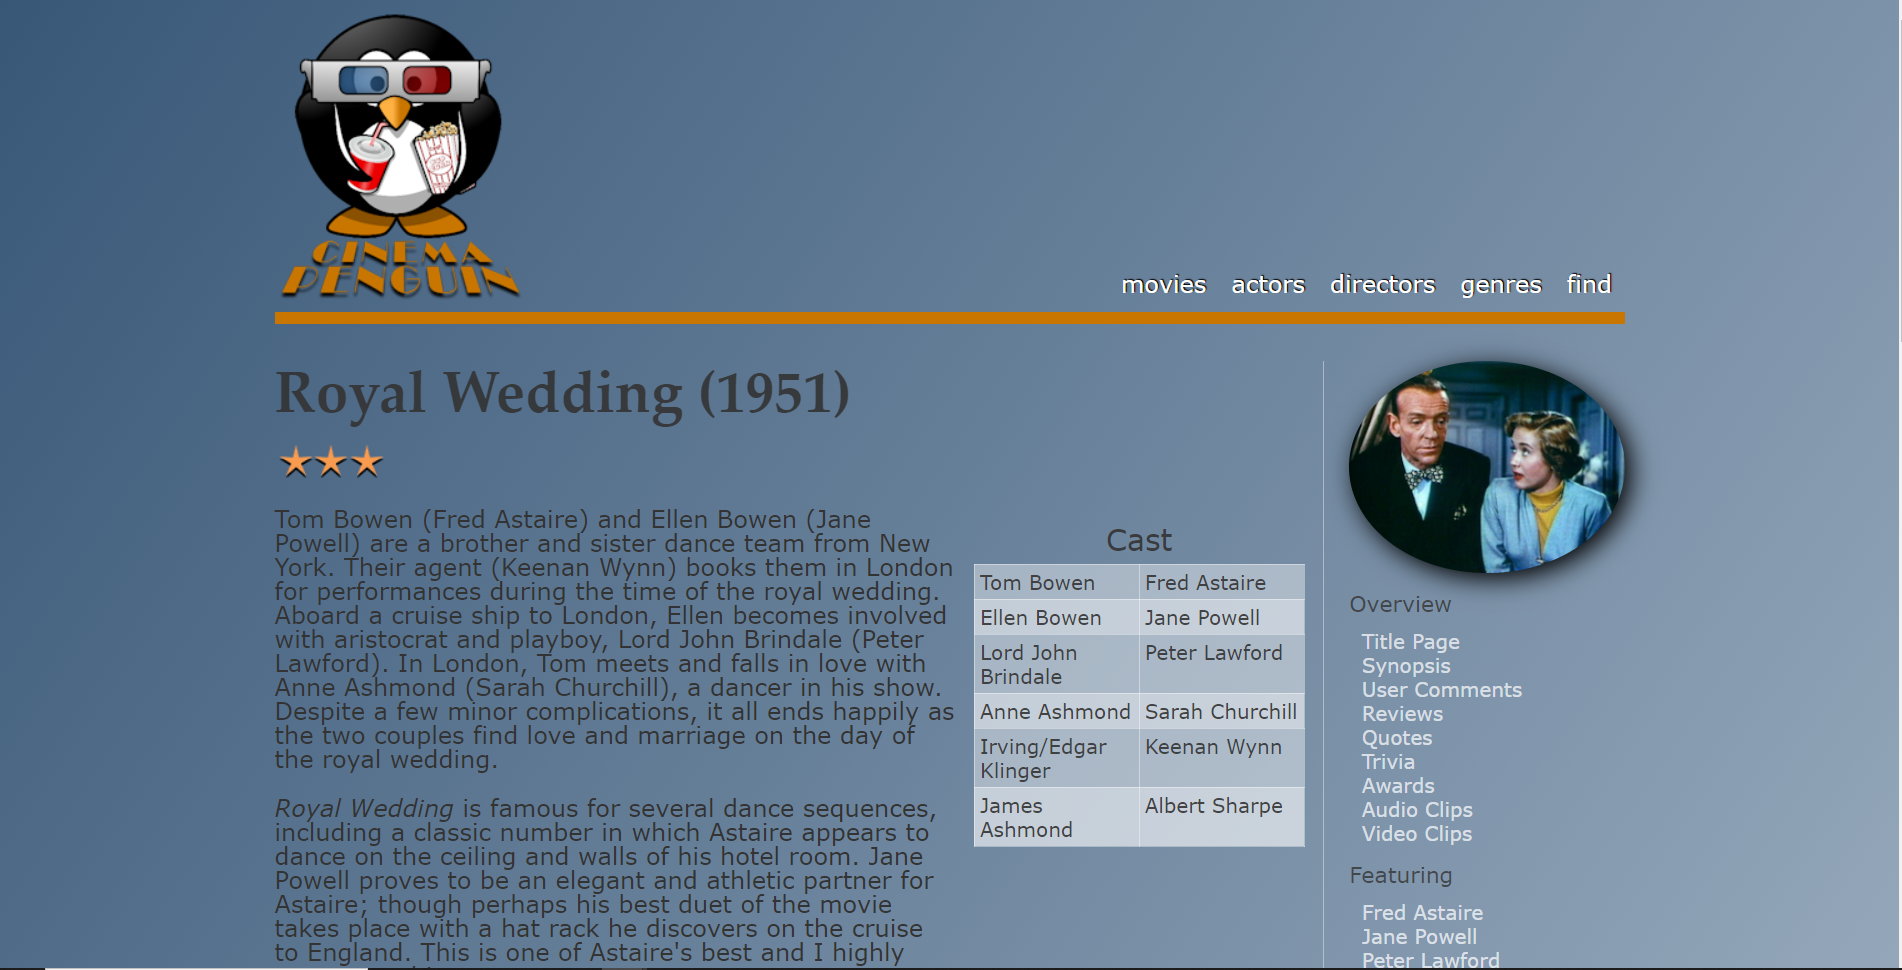 CINEMA
PENGUIN
movies actors directors genres find
Royal Wedding (1951)
Tom Bowen (Fred Astaire) and Ellen Bowen (Jane
Powell) are a brother and sister dance team from New
York. Their agent (Keenan Wynn) books them in London
for performances during the time of the royal wedding.
Aboard a cruise ship to London, Ellen becomes involved
with aristocrat and playboy, Lord John Brindale (Peter
Lawford). In London, Tom meets and falls in love with
Anne Ashmond (Sarah Churchill), a dancer in his show.
Despite a few minor complications, it all ends happily as
the two couples find love and marriage on the day of
the royal wedding.
Royal Wedding is famous for several dance sequences,
including a classic number in which Astaire appears to
dance on the ceiling and walls of his hotel room. Jane
Powell proves to be an elegant and athletic partner for
Astaire; though perhaps his best duet of the movie
takes place with a hat rack he discovers on the cruise
to England. This is one of Astaire's best and I highly
Cast
Tom Bowen Fred Astaire
Ellen Bowen Jane Powell
Lord John Peter Lawford
Brindale
Anne Ashmond Sarah Churchill
Irving/Edgar Keenan Wynn
Klinger
James Albert Sharpe
Ashmond
Overview
Title Page
Synopsis
User Comments
Reviews
Quotes
Trivia
Awards
Audio Clips
Video Clips
Featuring
Fred Astaire
Jane Powell
Peter Lawford